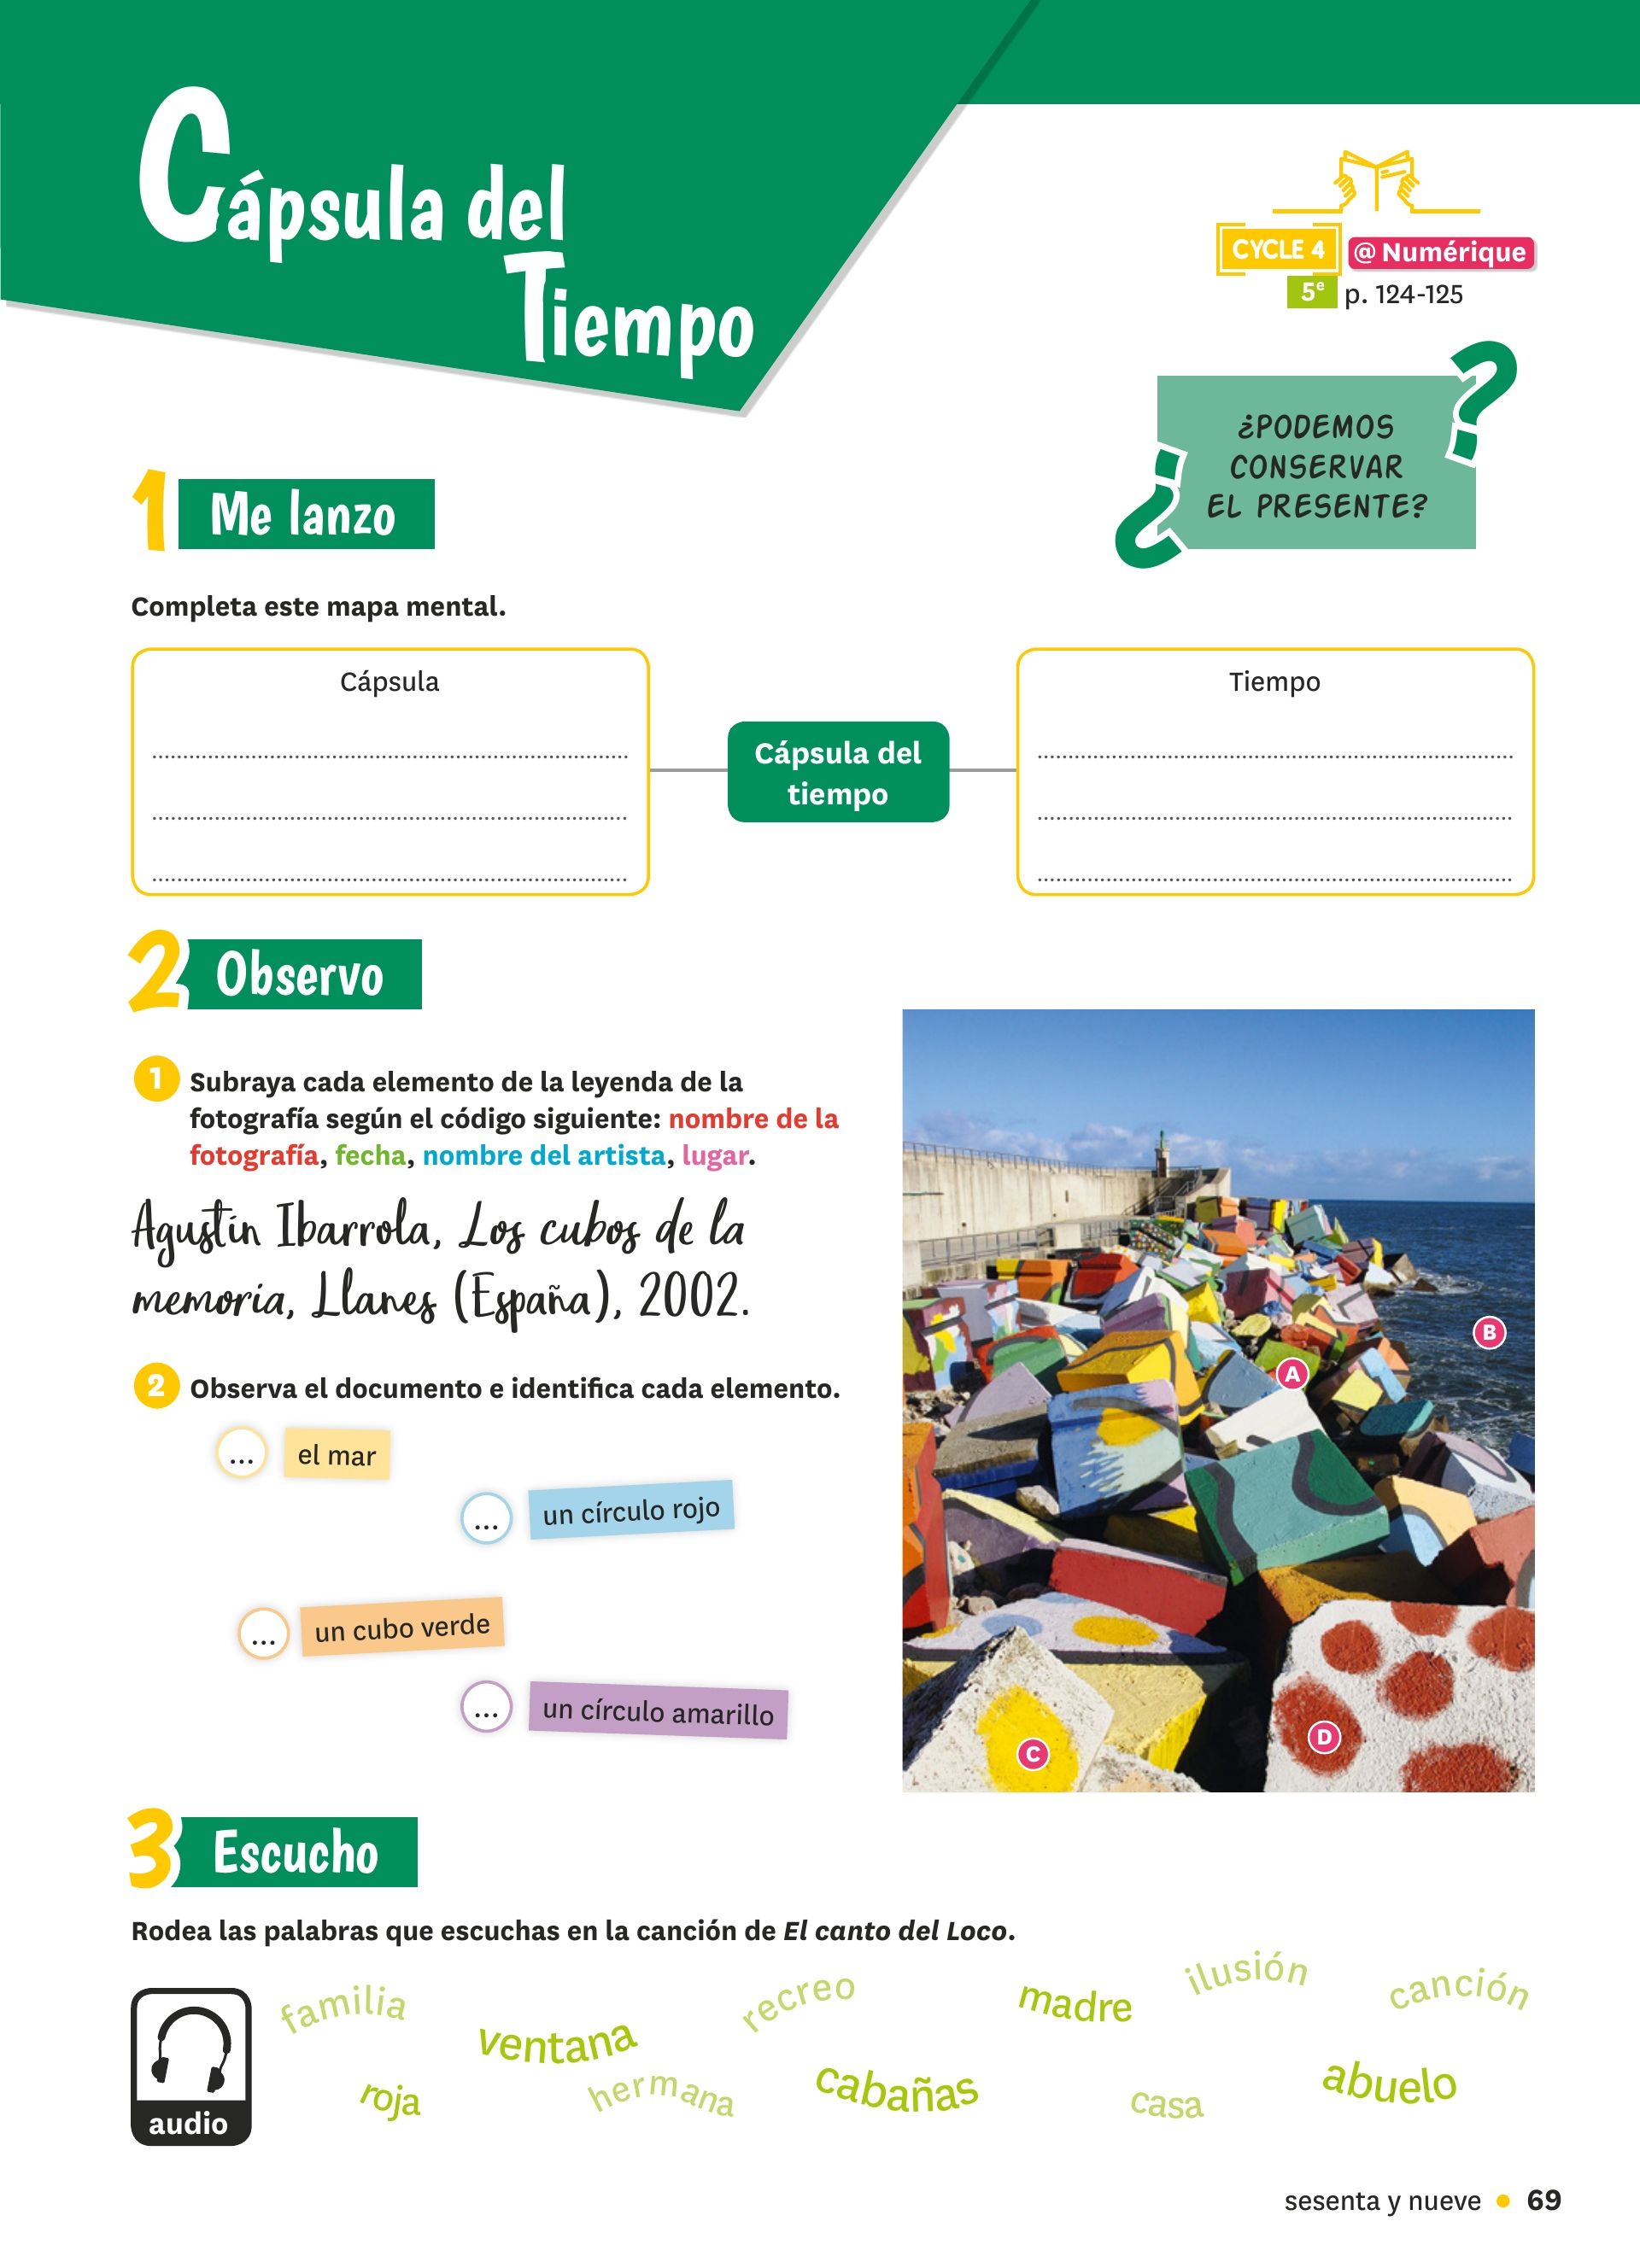 Cápsula del
Tiempo
CYCLE 4 @ Numérique
5e p. 124-125
¿PODEMOS
CONSERVAR
EL PRESENTE?
1 Me lanzo
Completa este mapa mental.
Cápsula
Cápsula del
tiempo
Tiempo
2 Observo
1 Subraya cada elemento de la leyenda de la
fotografía según el código siguiente: nombre de la
fotografía, fecha, nombre del artista, lugar.
Agustín Ibarrola, Los cubos de la
memoria, Llanes (España), 2002.
2 Observa el documento e identifica cada elemento.
... el mar
... un círculo rojo
... un cubo verde
... un círculo amarillo
B
A
D
C
3 Escucho
Rodea las palabras que escuchas en la canción de El canto del Loco.
audio
familia
ventana
recreo
madre
ilusión
canción
roja
hermana
cabañas
casa
abuelo
sesenta y nueve • 69